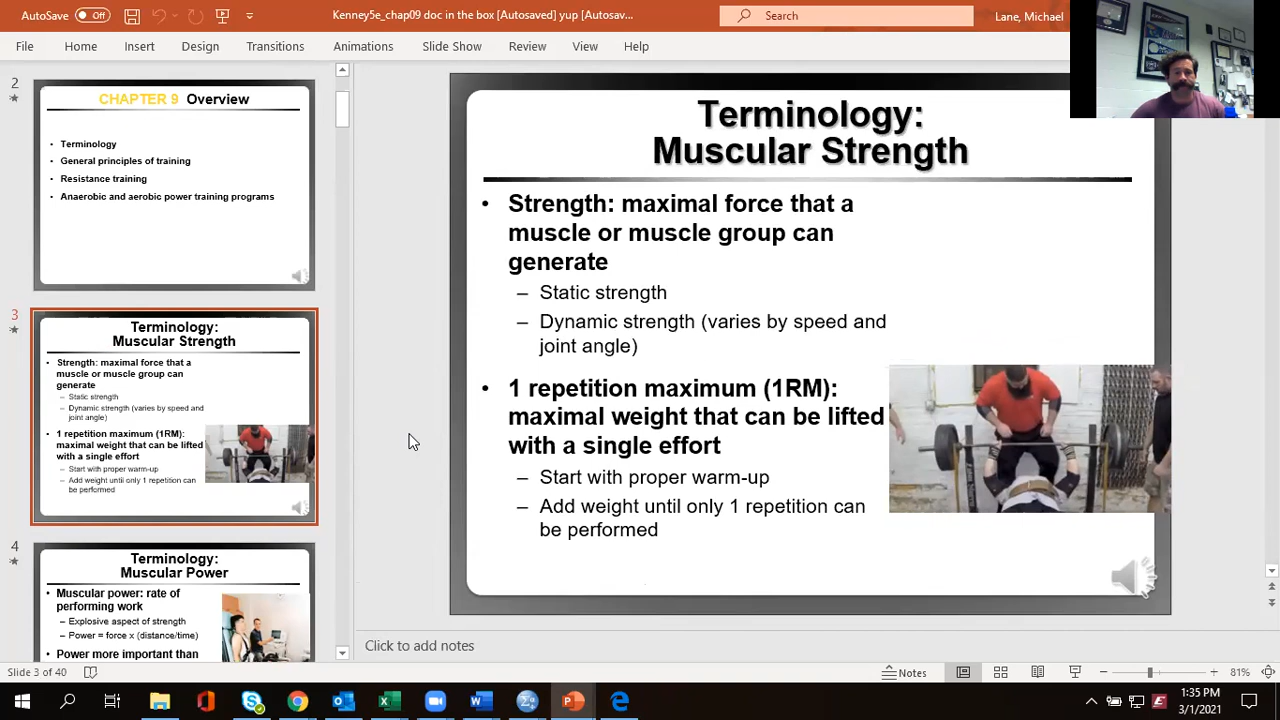 AutoSave Off
Kenney5e_chap09 doc in the box [Autosaved] yup [Autosav...
Search
Lane, Michael
File Home Insert Design Transitions Animations Slide Show Review View Help
2
CHAPTER 9 Overview
• Terminology
• General principles of training
• Resistance training
• Anaerobic and aerobic power training programs
3
Terminology:
Muscular Strength
• Strength: maximal force that a
muscle or muscle group can
generate
– Static strength
– Dynamic strength (varies by speed and
joint angle)
• 1 repetition maximum (1RM):
maximal weight that can be lifted
with a single effort
– Start with proper warm-up
– Add weight until only 1 repetition can
be performed
4
Terminology:
Muscular Power
• Muscular power: rate of
performing work
– Explosive aspect of strength
– Power = force x (distance/time)
• Power more important than
Terminology:
Muscular Strength
• Strength: maximal force that a
muscle or muscle group can
generate
– Static strength
– Dynamic strength (varies by speed and
joint angle)
• 1 repetition maximum (1RM):
maximal weight that can be lifted
with a single effort
– Start with proper warm-up
– Add weight until only 1 repetition can
be performed
Click to add notes
Slide 3 of 40
Notes
81%
1:35 PM
3/1/2021